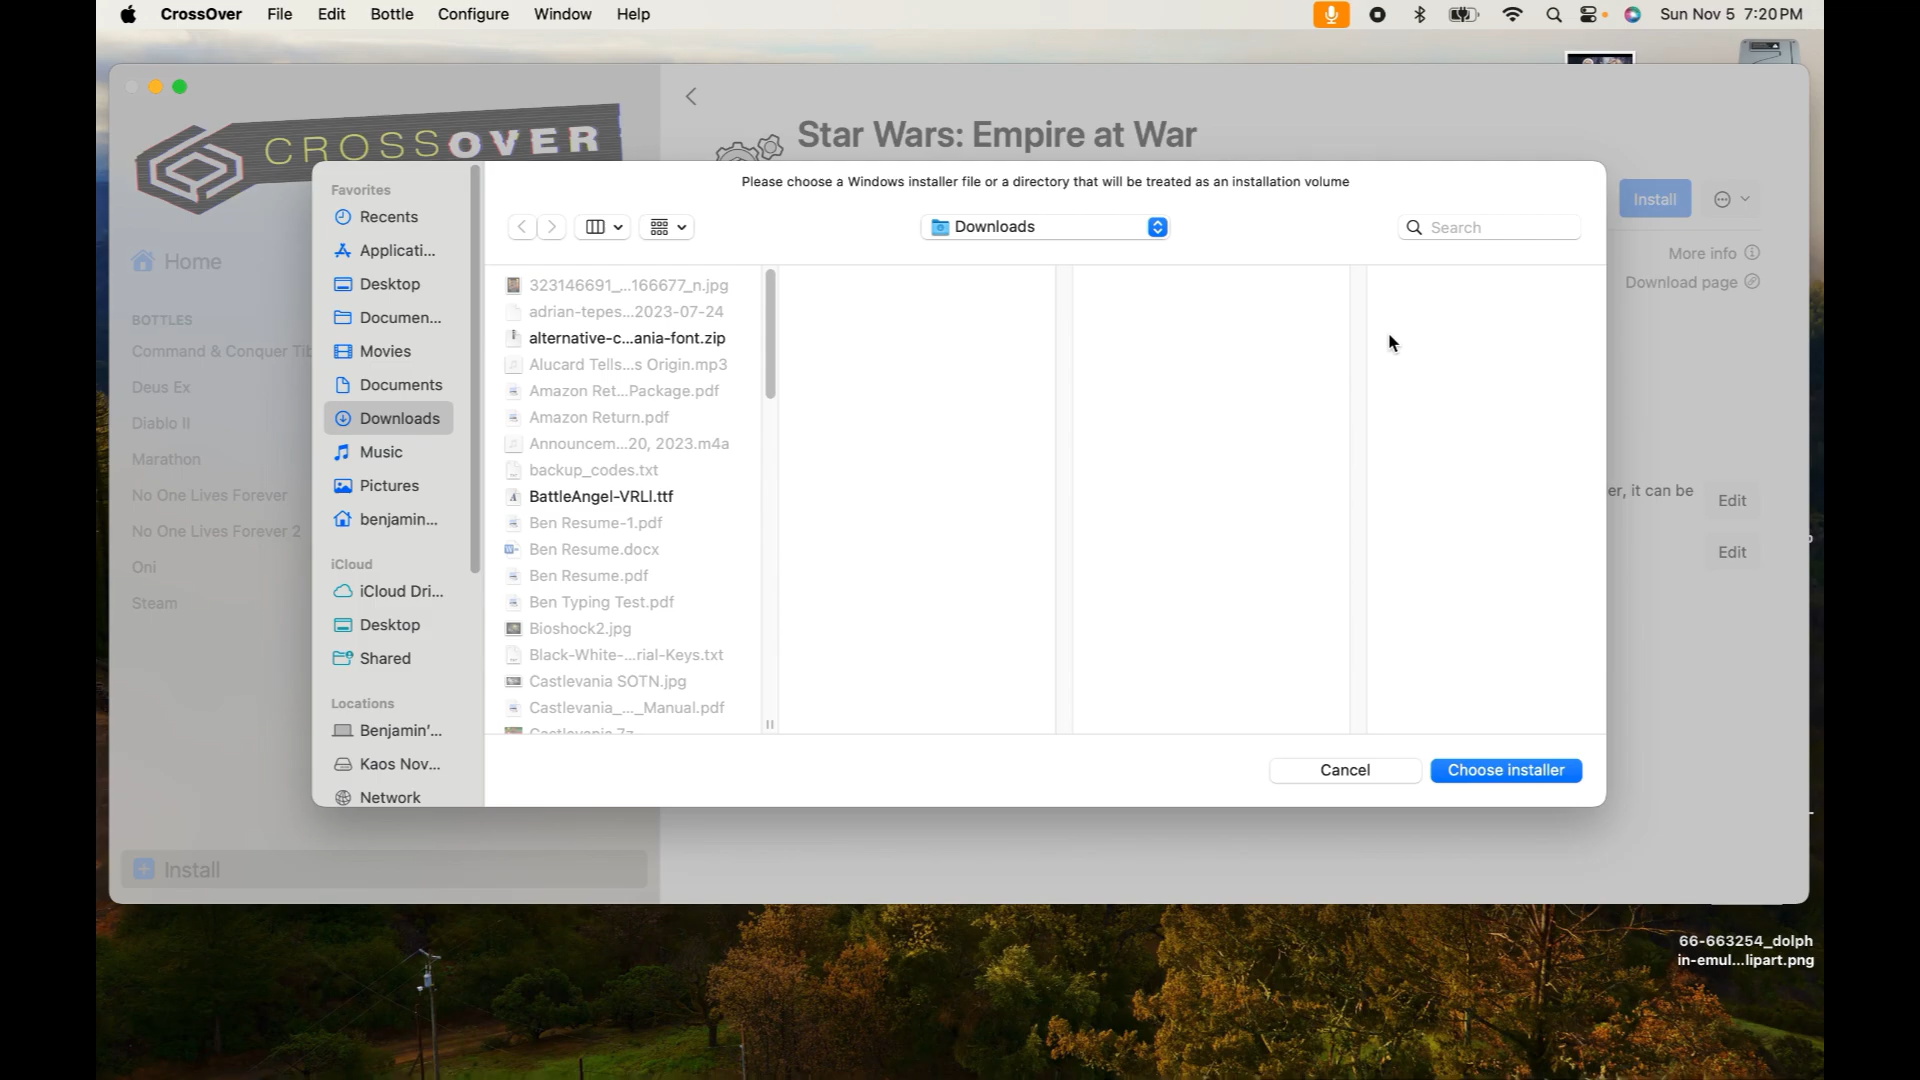 CrossOver File Edit Bottle Configure Window Help Sun Nov 5 7:20 PM
CROSSOVER
Star Wars: Empire at War
Install
More info
Download page
Home
BOTTLES
Command & Conquer Tib
Deus Ex
Diablo II
Marathon
No One Lives Forever
No One Lives Forever 2
Oni
Steam
Install
er, it can be
Edit
Edit
Please choose a Windows installer file or a directory that will be treated as an installation volume
Downloads
Search
Favorites
Recents
Applicati...
Desktop
Documen...
Movies
Documents
Downloads
Music
Pictures
benjamin...
iCloud
iCloud Dri...
Desktop
Shared
Locations
Benjamin'...
Kaos Nov...
Network
323146691_...166677_n.jpg
adrian-tepes...2023-07-24
alternative-c...ania-font.zip
Alucard Tells...s Origin.mp3
Amazon Ret...Package.pdf
Amazon Return.pdf
Announcem...20, 2023.m4a
backup_codes.txt
BattleAngel-VRLl.ttf
Ben Resume-1.pdf
Ben Resume.docx
Ben Resume.pdf
Ben Typing Test.pdf
Bioshock2.jpg
Black-White-...rial-Keys.txt
Castlevania SOTN.jpg
Castlevania_..._Manual.pdf
Castlevania.7z
Cancel
Choose installer
66-663254_dolph
in-emul...lipart.png